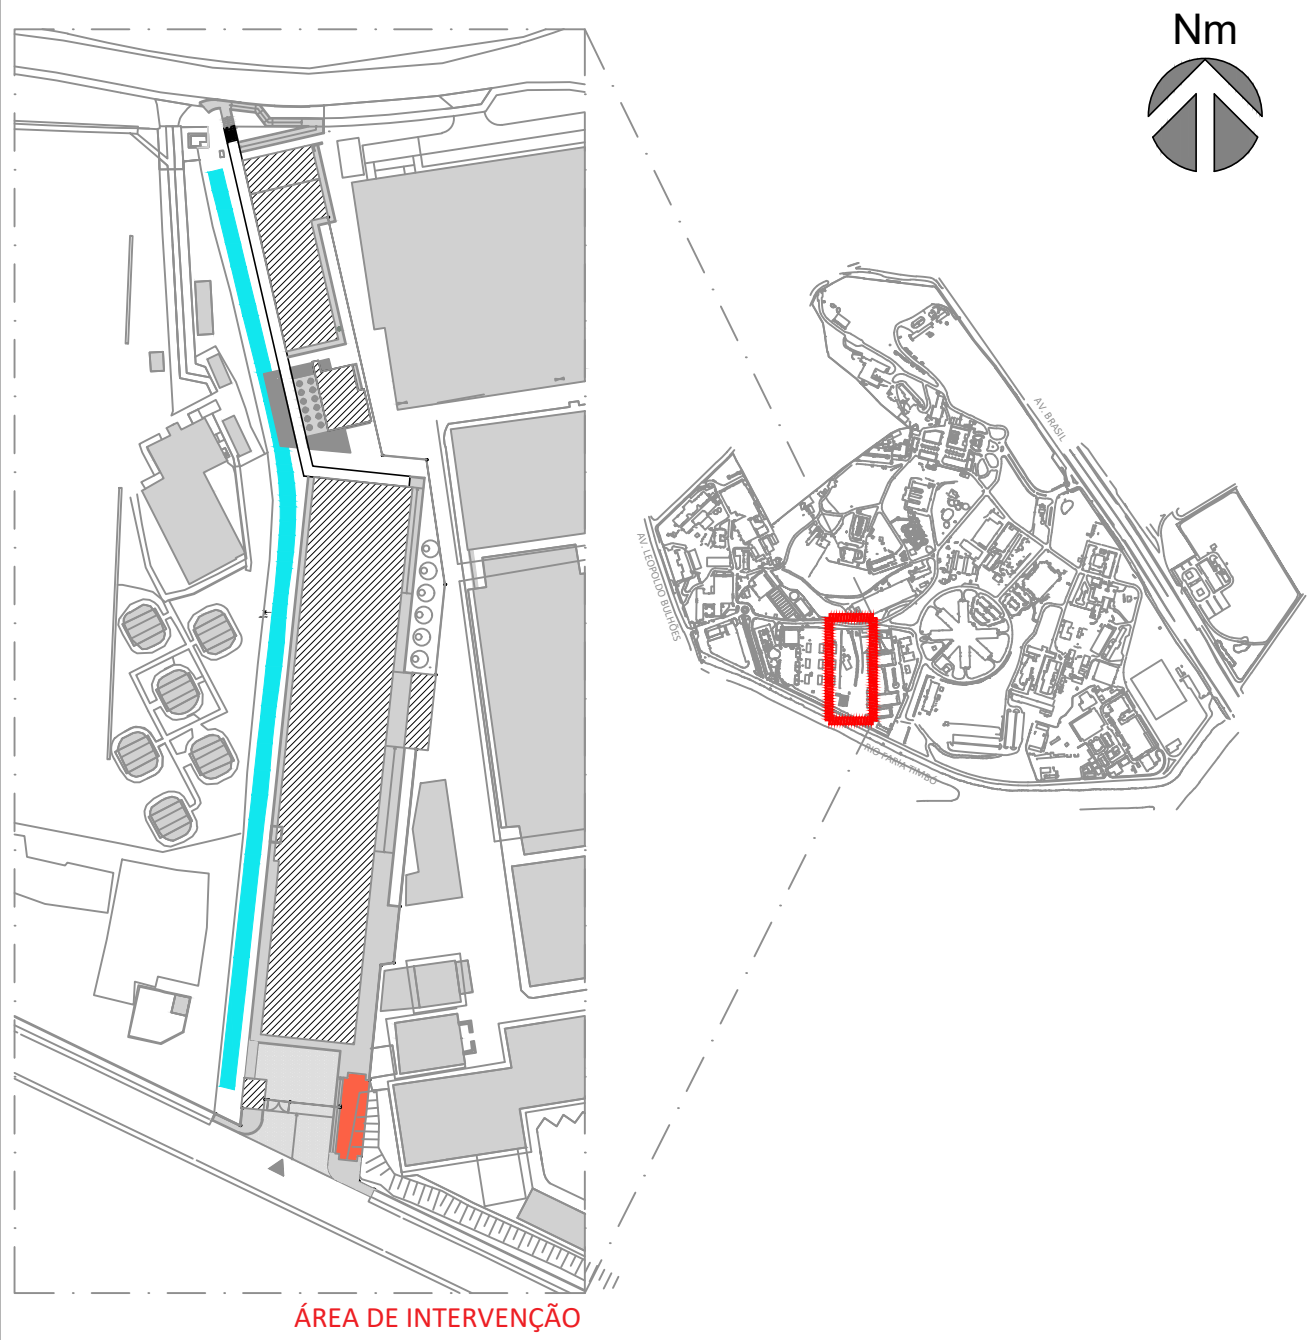 Nm
AV. BRASIL
AV. LEOPOLDO BULHÕES
RIO FARIA TIMBÓ
ÁREA DE INTERVENÇÃO